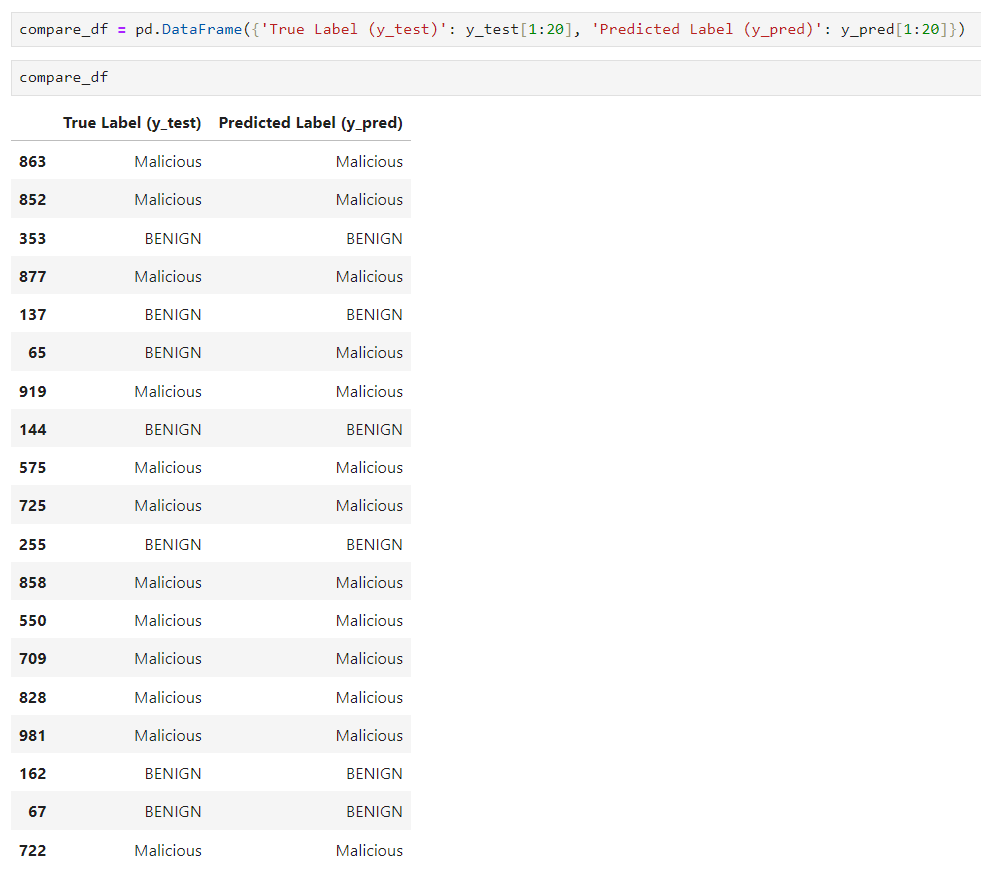 compare_df = pd.DataFrame({'True Label (y_test)': y_test[1:20], 'Predicted Label (y_pred)': y_pred[1:20]})
compare_df
True Label (y_test) Predicted Label (y_pred)
863 Malicious Malicious
852 Malicious Malicious
353 BENIGN BENIGN
877 Malicious Malicious
137 BENIGN BENIGN
65 BENIGN Malicious
919 Malicious Malicious
144 BENIGN BENIGN
575 Malicious Malicious
725 Malicious Malicious
255 BENIGN BENIGN
858 Malicious Malicious
550 Malicious Malicious
709 Malicious Malicious
828 Malicious Malicious
981 Malicious Malicious
162 BENIGN BENIGN
67 BENIGN BENIGN
722 Malicious Malicious